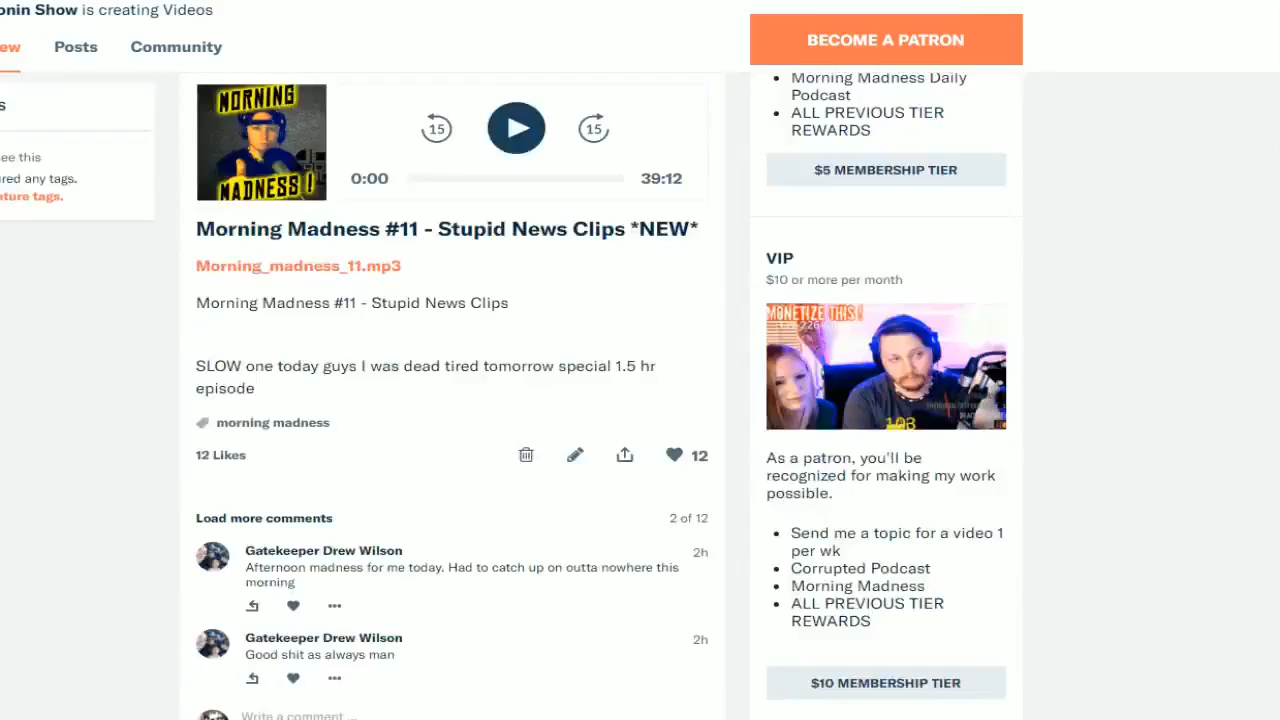 onin Show is creating Videos
ew
Posts
Community
BECOME A PATRON
s
ee this
red any tags.
ature tags.
MORNING
MADNESS!
15
15
0:00
39:12
Morning Madness #11 - Stupid News Clips *NEW*
Morning_madness_11.mp3
Morning Madness #11 - Stupid News Clips
SLOW one today guys I was dead tired tomorrow special 1.5 hr
episode
morning madness
12 Likes
12
Load more comments
2 of 12
Gatekeeper Drew Wilson
2h
Afternoon madness for me today. Had to catch up on outta nowhere this
morning
Gatekeeper Drew Wilson
2h
Good shit as always man
Write a comment ...
Morning Madness Daily
Podcast
ALL PREVIOUS TIER
REWARDS
$5 MEMBERSHIP TIER
VIP
$10 or more per month
MONETIZE THIS!
As a patron, you'll be
recognized for making my work
possible.
Send me a topic for a video 1
per wk
Corrupted Podcast
Morning Madness
ALL PREVIOUS TIER
REWARDS
$10 MEMBERSHIP TIER